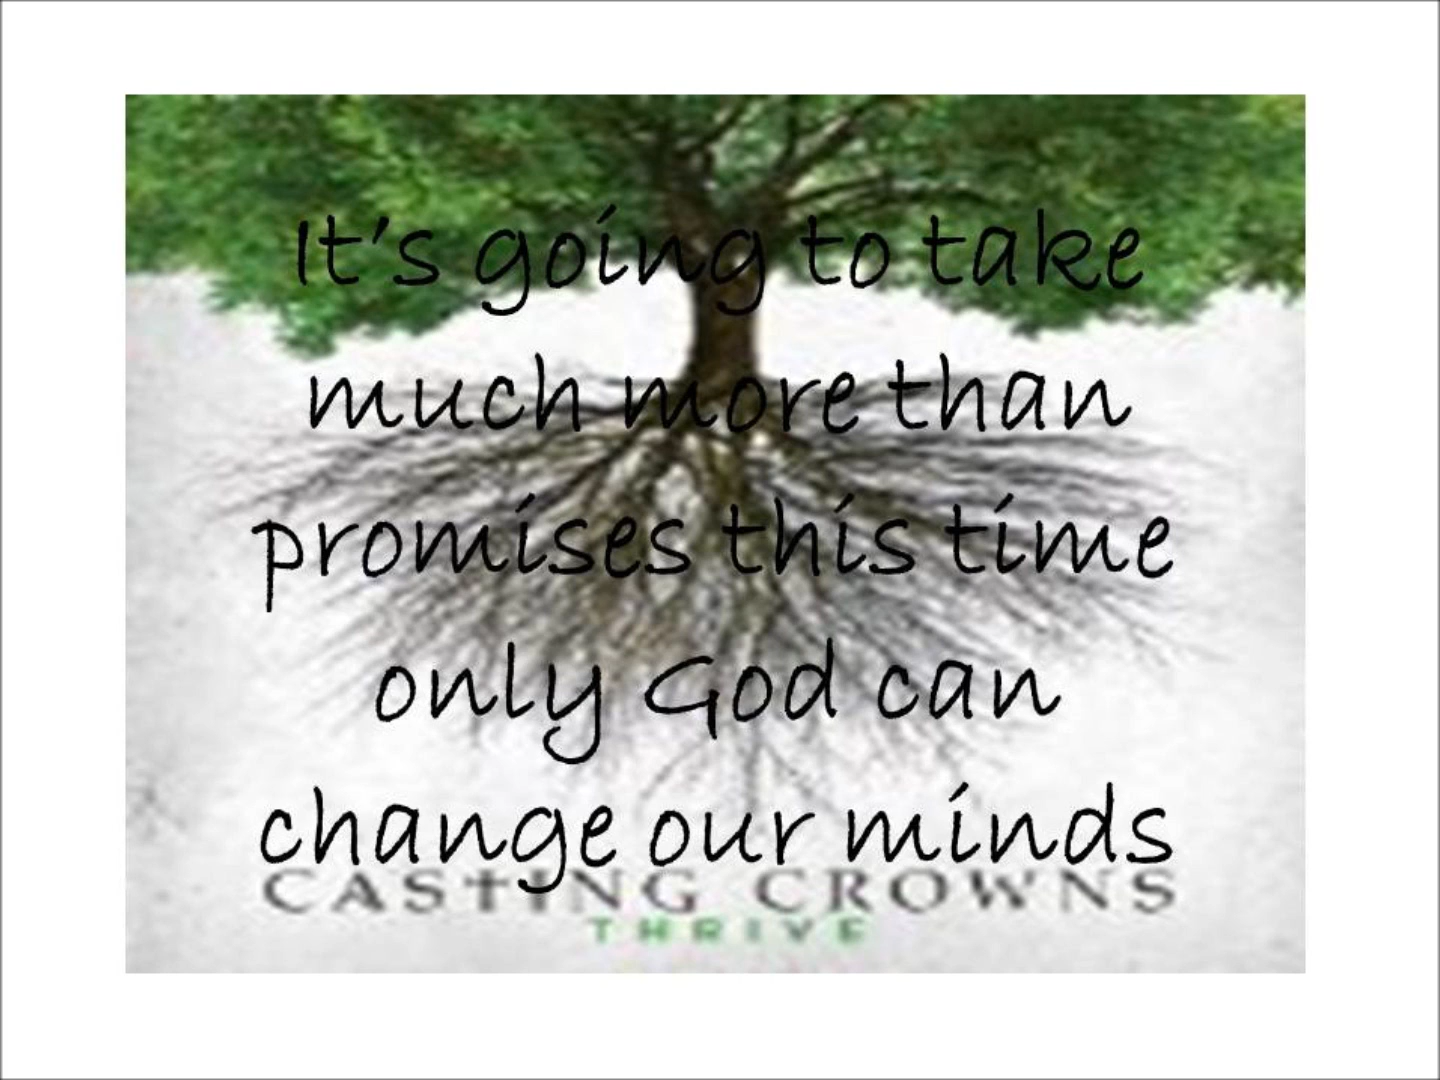 It's going to take
much more than
promises this time
only God can
change our minds
CASTING CROWNS
THRIVE